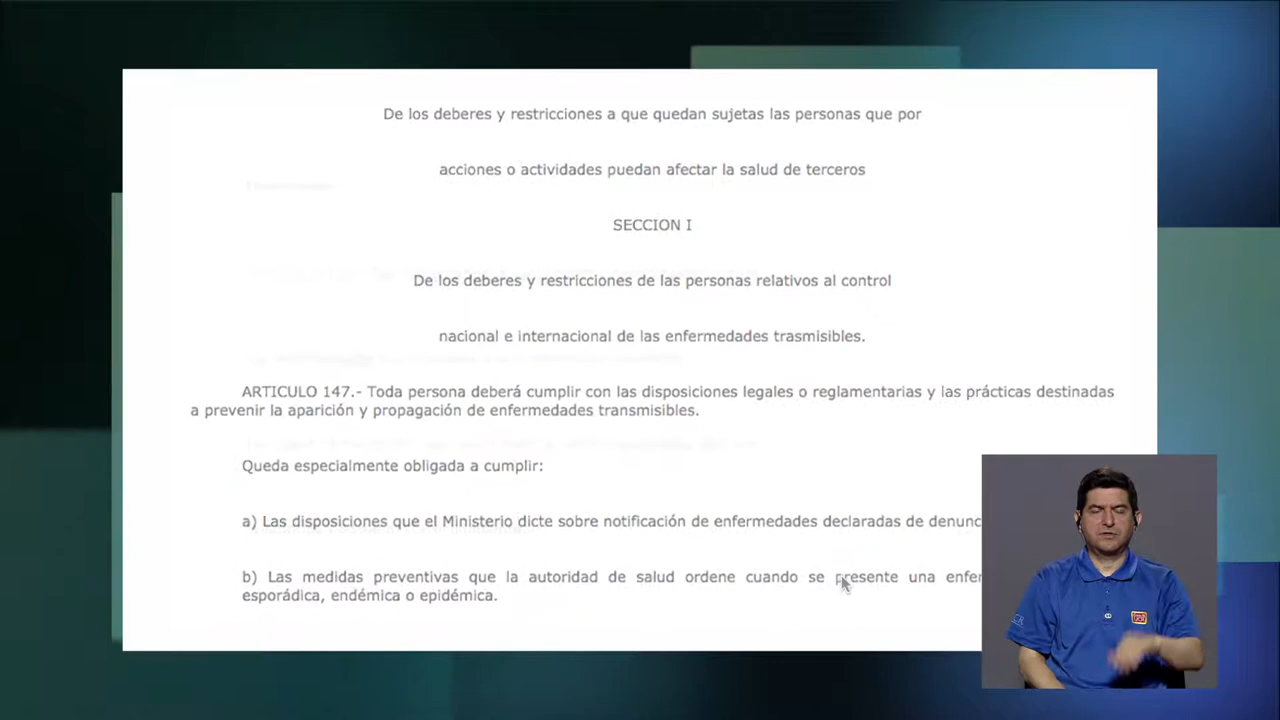 De los deberes y restricciones a que quedan sujetas las personas que por
acciones o actividades puedan afectar la salud de terceros
SECCION I
De los deberes y restricciones de las personas relativos al control
nacional e internacional de las enfermedades trasmisibles.
ARTICULO 147.- Toda persona deberá cumplir con las disposiciones legales o reglamentarias y las prácticas destinadas
a prevenir la aparición y propagación de enfermedades transmisibles.
Queda especialmente obligada a cumplir:
a) Las disposiciones que el Ministerio dicte sobre notificación de enfermedades declaradas de denunc
b) Las medidas preventivas que la autoridad de salud ordene cuando se presente una enfer
esporádica, endémica o epidémica.